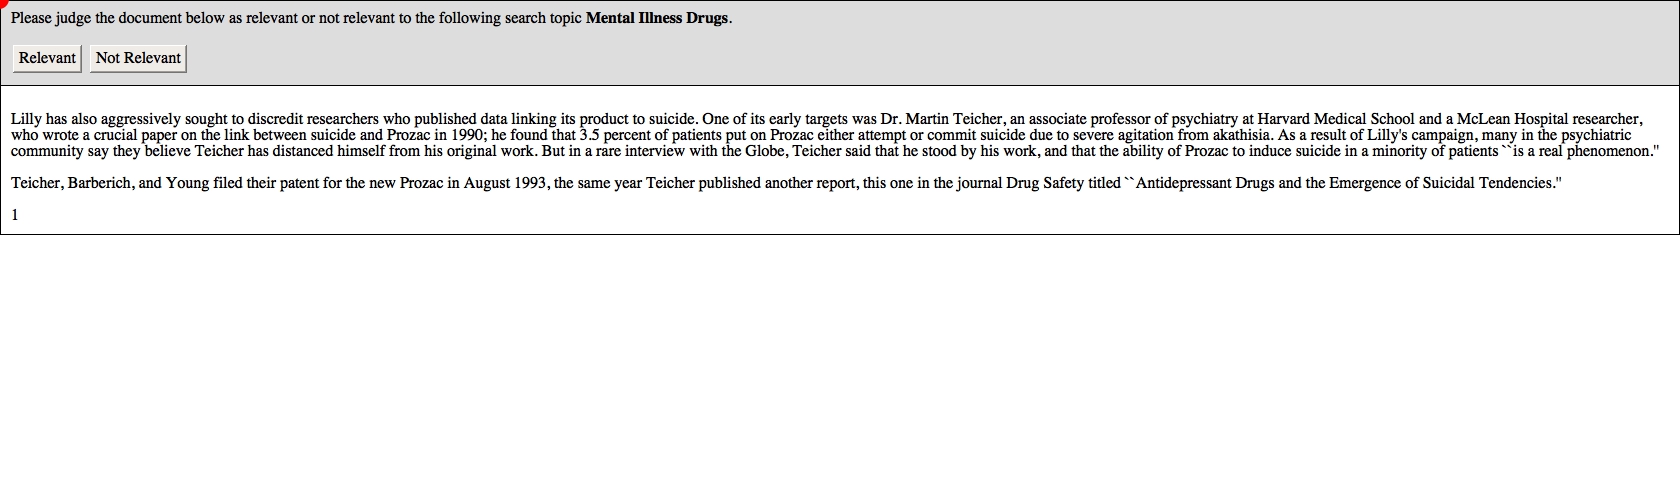 Please judge the document below as relevant or not relevant to the following search topic Mental Illness Drugs.
Relevant Not Relevant
Lilly has also aggressively sought to discredit researchers who published data linking its product to suicide. One of its early targets was Dr. Martin Teicher, an associate professor of psychiatry at Harvard Medical School and a McLean Hospital researcher,
who wrote a crucial paper on the link between suicide and Prozac in 1990; he found that 3.5 percent of patients put on Prozac either attempt or commit suicide due to severe agitation from akathisia. As a result of Lilly's campaign, many in the psychiatric
community say they believe Teicher has distanced himself from his original work. But in a rare interview with the Globe, Teicher said that he stood by his work, and that the ability of Prozac to induce suicide in a minority of patients ``is a real phenomenon."
Teicher, Barberich, and Young filed their patent for the new Prozac in August 1993, the same year Teicher published another report, this one in the journal Drug Safety titled ``Antidepressant Drugs and the Emergence of Suicidal Tendencies."
1